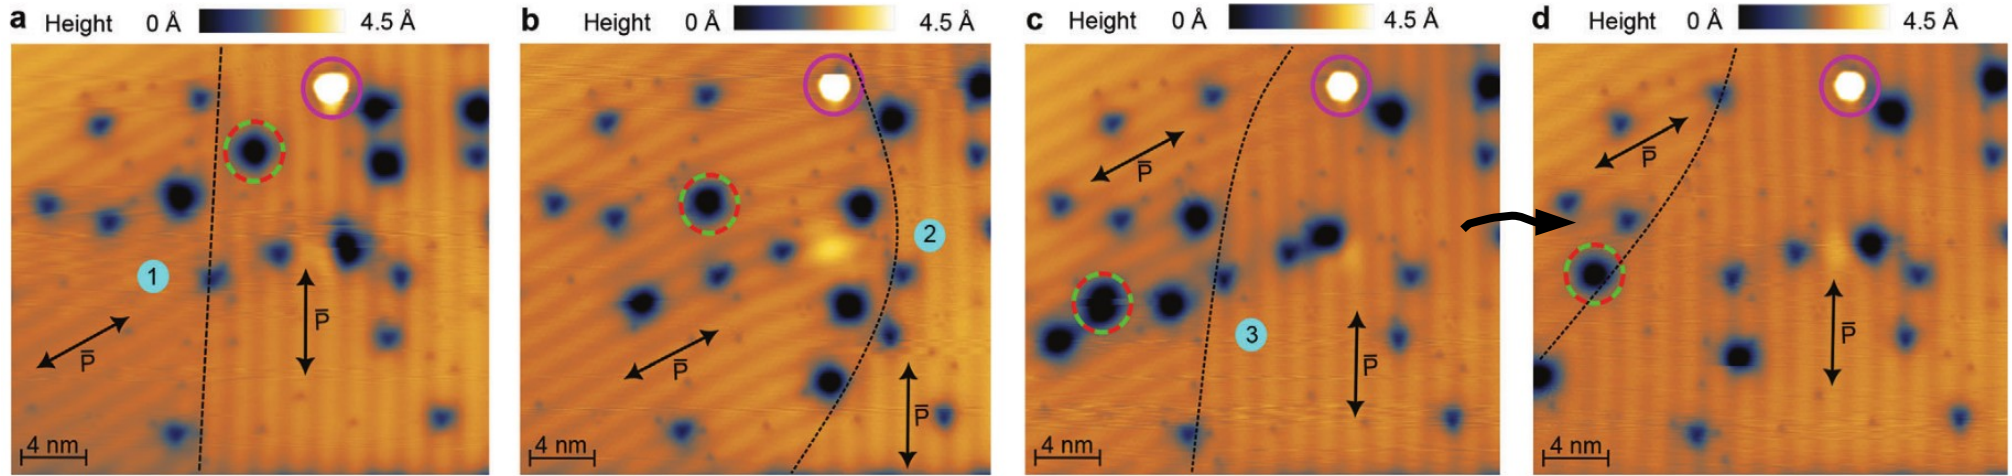 a Height 0 Å 4.5 Å
b Height 0 Å 4.5 Å
c Height 0 Å 4.5 Å
d Height 0 Å 4.5 Å
1
P̅
P̅
4 nm
2
P̅
P̅
4 nm
P̅
3
P̅
4 nm
P̅
P̅
4 nm